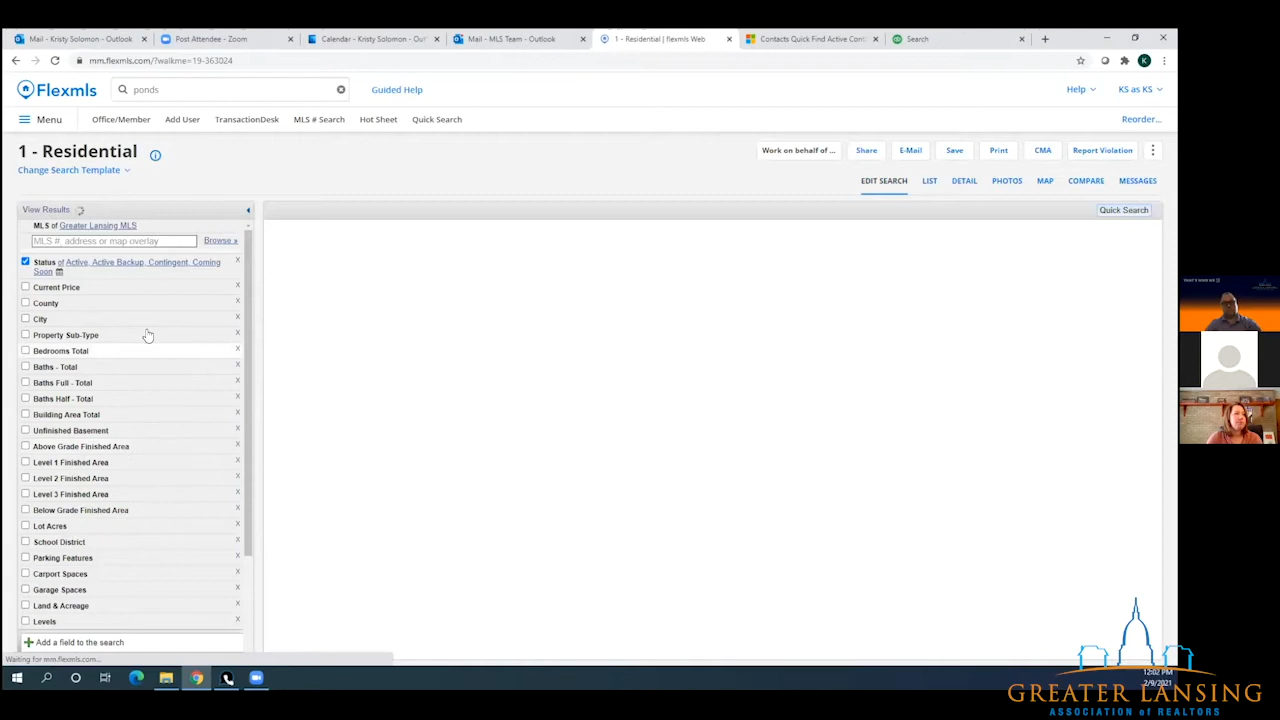 Mail - Kristy Solomon - Outlook
Post Attendee - Zoom
Calendar - Kristy Solomon - Out
Mail - MLS Team - Outlook
1 - Residential | flexmls Web
Contacts Quick Find Active Cont
Search
mm.flexmls.com/?walkme=19-363024
K
Flexmls
ponds
Guided Help
Help
KS as KS
Menu
Office/Member
Add User
TransactionDesk
MLS # Search
Hot Sheet
Quick Search
Reorder...
1 - Residential
Change Search Template
Work on behalf of ...
Share
E-Mail
Save
Print
CMA
Report Violation
EDIT SEARCH
LIST
DETAIL
PHOTOS
MAP
COMPARE
MESSAGES
View Results
Quick Search
MLS of Greater Lansing MLS
MLS #, address or map overlay
Browse »
Status of Active, Active Backup, Contingent, Coming
Soon
Current Price
County
City
Property Sub-Type
Bedrooms Total
Baths - Total
Baths Full - Total
Baths Half - Total
Building Area Total
Unfinished Basement
Above Grade Finished Area
Level 1 Finished Area
Level 2 Finished Area
Level 3 Finished Area
Below Grade Finished Area
Lot Acres
School District
Parking Features
Carport Spaces
Garage Spaces
Land & Acreage
Levels
Add a field to the search
Waiting for mm.flexmls.com...
12:02 PM
2/9/2021
GREATER LANSING
ASSOCIATION of REALTORS